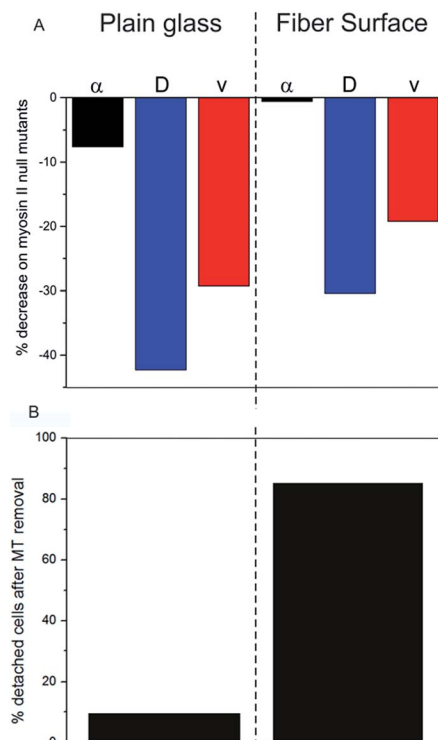 A
Plain glass
Fiber Surface
α D v α D v
0
-10
-20
-30
-40
% decrease on myosin II null mutants
B
100
80
60
40
20
0
% detached cells after MT removal